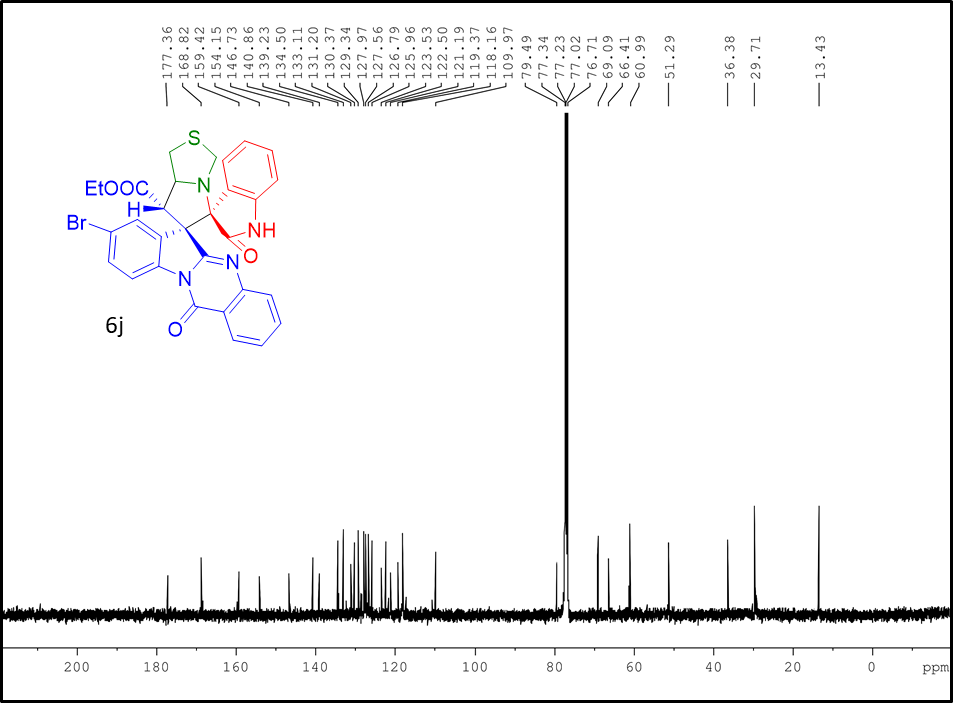 177.36
168.82
159.42
154.15
146.73
140.86
139.23
134.50
133.11
131.20
130.37
129.34
127.97
127.56
126.79
125.96
123.53
122.50
121.19
119.37
118.16
109.97
79.49
77.34
77.23
77.02
76.71
69.09
66.41
60.99
51.29
36.38
29.71
13.43
S
N
EtOOC
H
Br
NH
O
N
N
O
6j
200 180 160 140 120 100 80 60 40 20 0 ppm